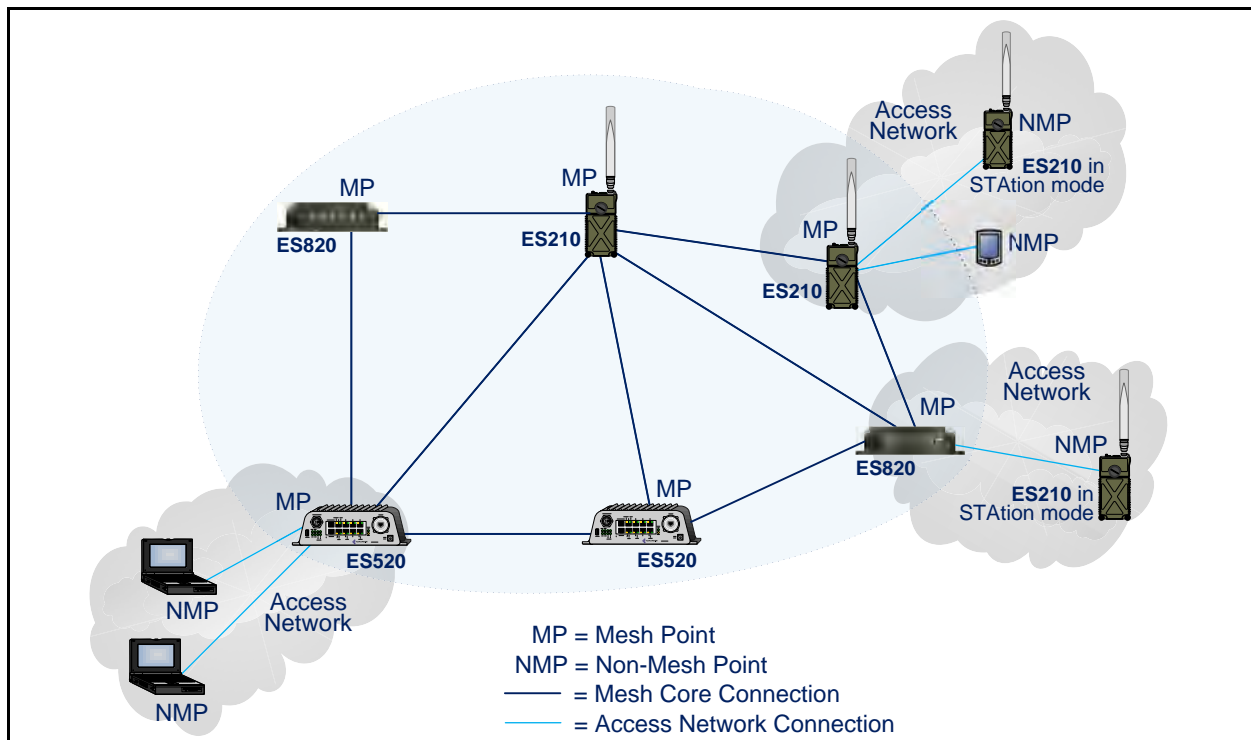 Access
Network
NMP
ES210 in
STAtion mode
MP
ES820
MP
ES210
MP
ES210
NMP
Access
Network
MP
ES820
NMP
ES210 in
STAtion mode
MP
ES520
MP
ES520
NMP
Access
Network
NMP
MP = Mesh Point
NMP = Non-Mesh Point
= Mesh Core Connection
= Access Network Connection